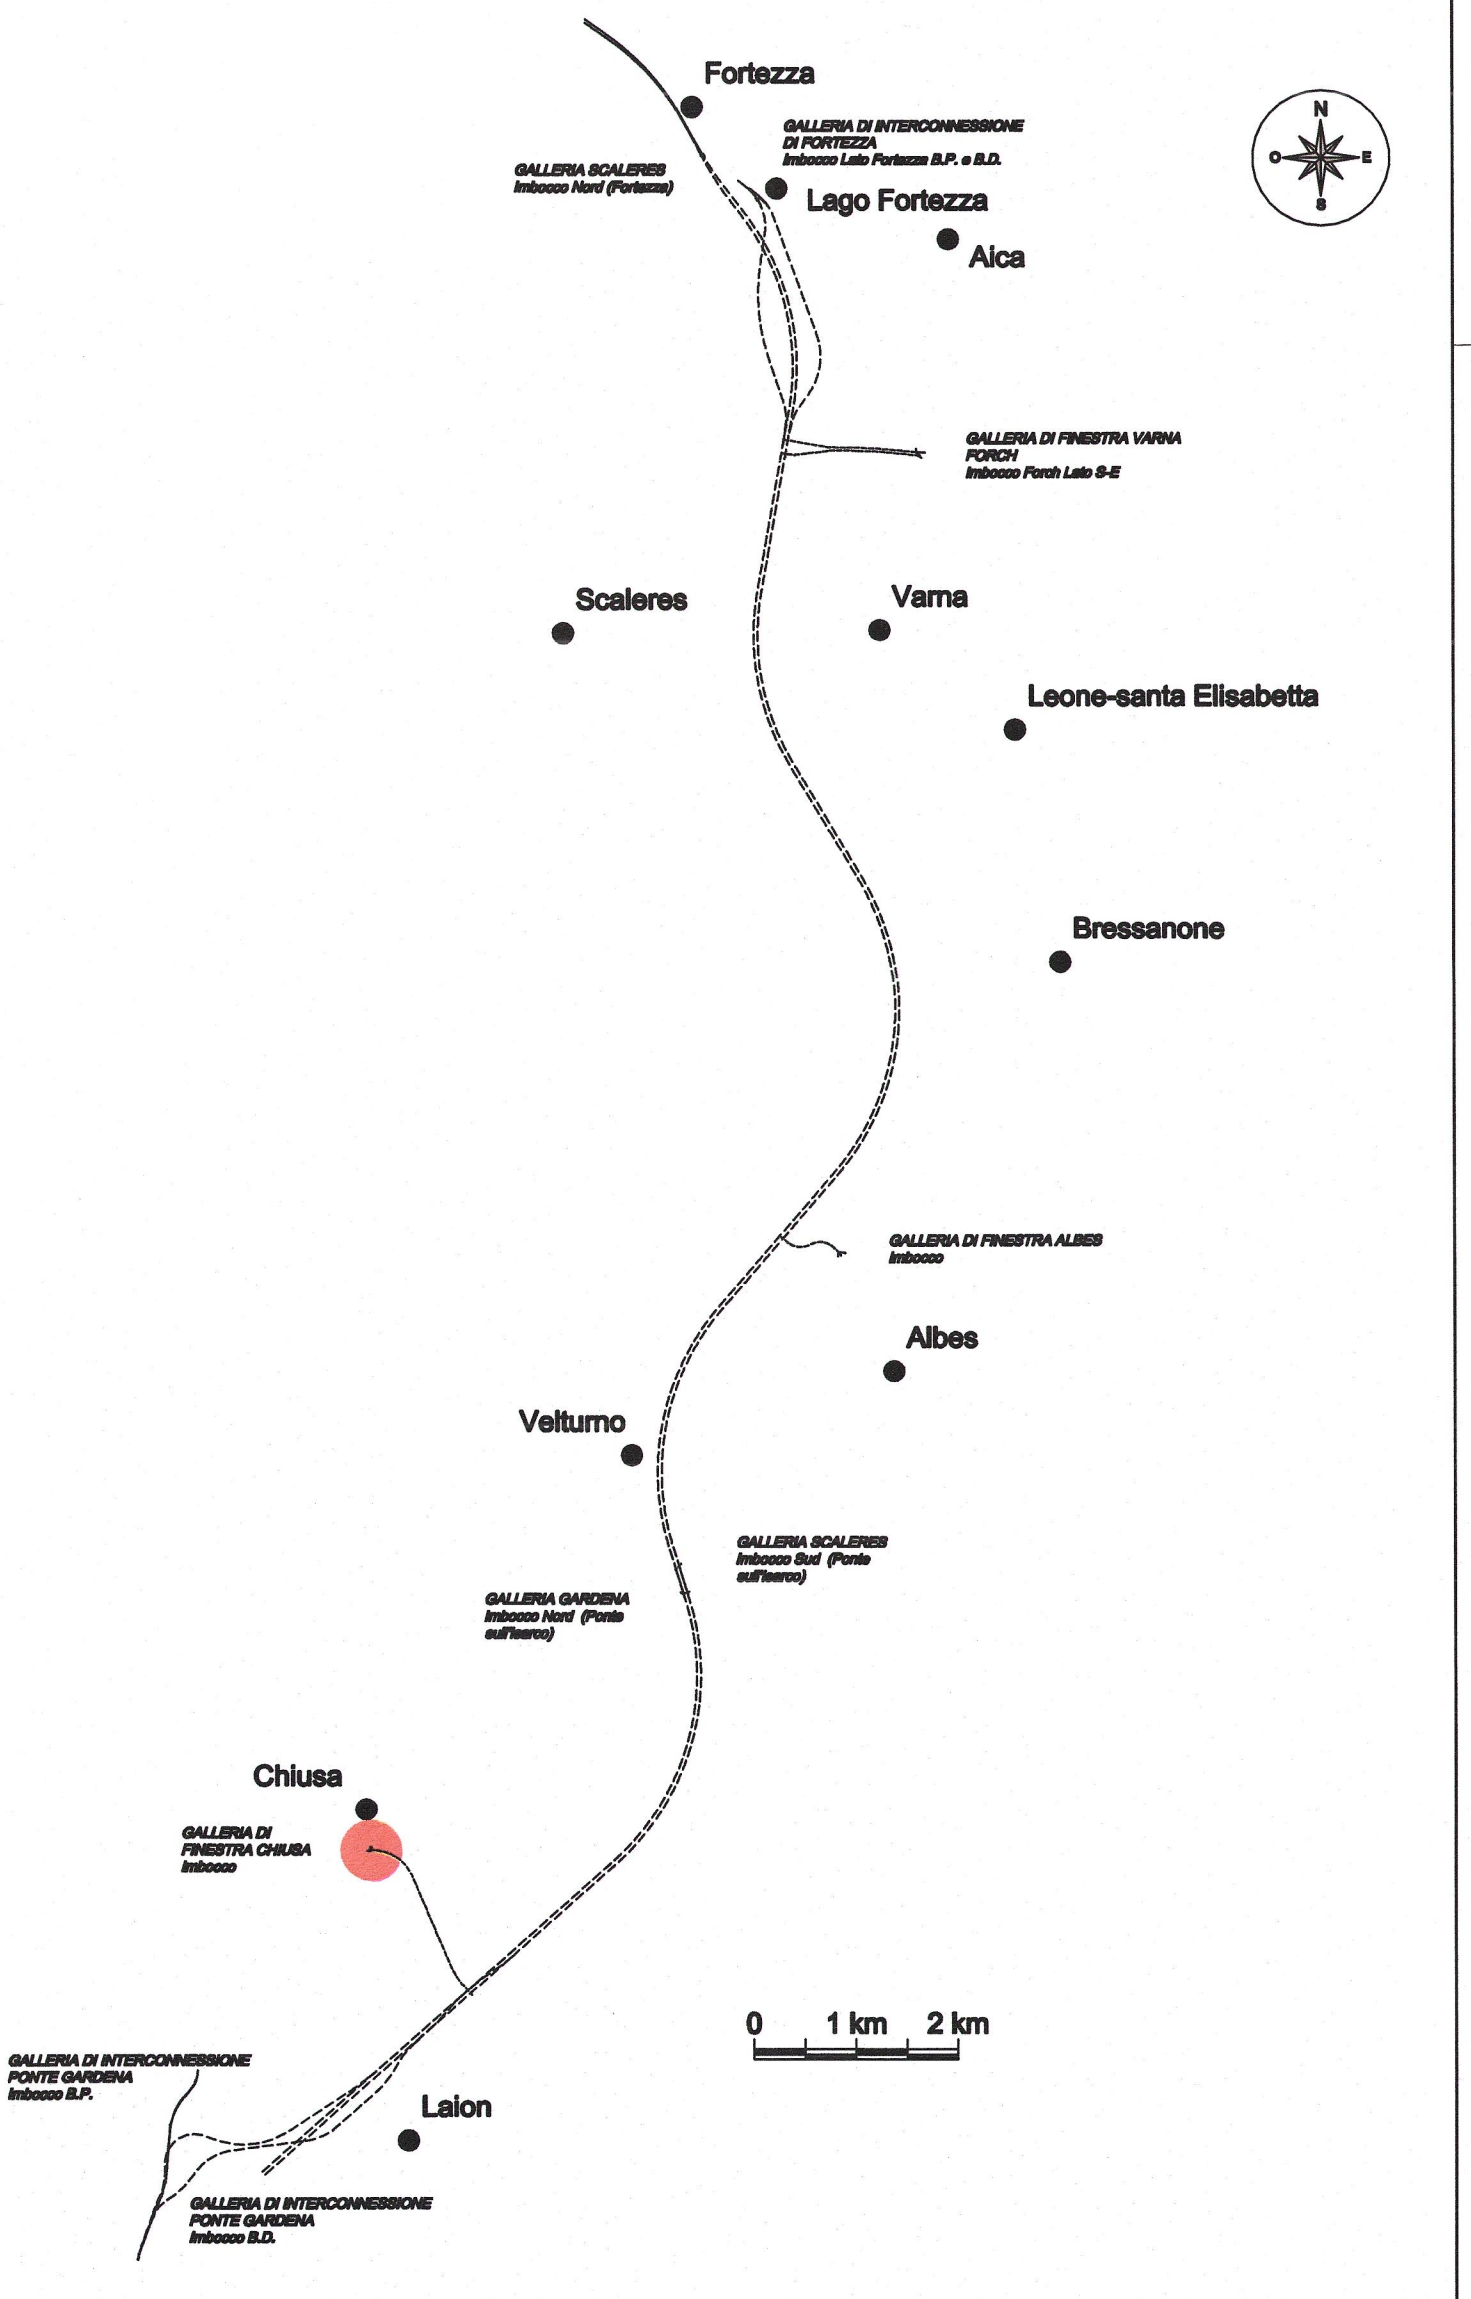 Fortezza
GALLERIA DI INTERCONNESSIONE
DI FORTEZZA
Imbocco Lato Fortezza B.P. e B.D.
N
O
E
S
GALLERIA SCALERES
Imbocco Nord (Fortezza)
Lago Fortezza
Aica
GALLERIA DI FINESTRA VARNA
FORCH
Imbocco Forch Lato S-E
Scaleres
Varna
Leone-santa Elisabetta
Bressanone
GALLERIA DI FINESTRA ALBES
Imbocco
Albes
Velturno
GALLERIA SCALERES
Imbocco Sud (Ponte
sull'Isarco)
GALLERIA GARDENA
Imbocco Nord (Ponte
sull'Isarco)
Chiusa
GALLERIA DI
FINESTRA CHIUSA
Imbocco
0 1 km 2 km
GALLERIA DI INTERCONNESSIONE
PONTE GARDENA
Imbocco B.P.
Laion
GALLERIA DI INTERCONNESSIONE
PONTE GARDENA
Imbocco B.D.